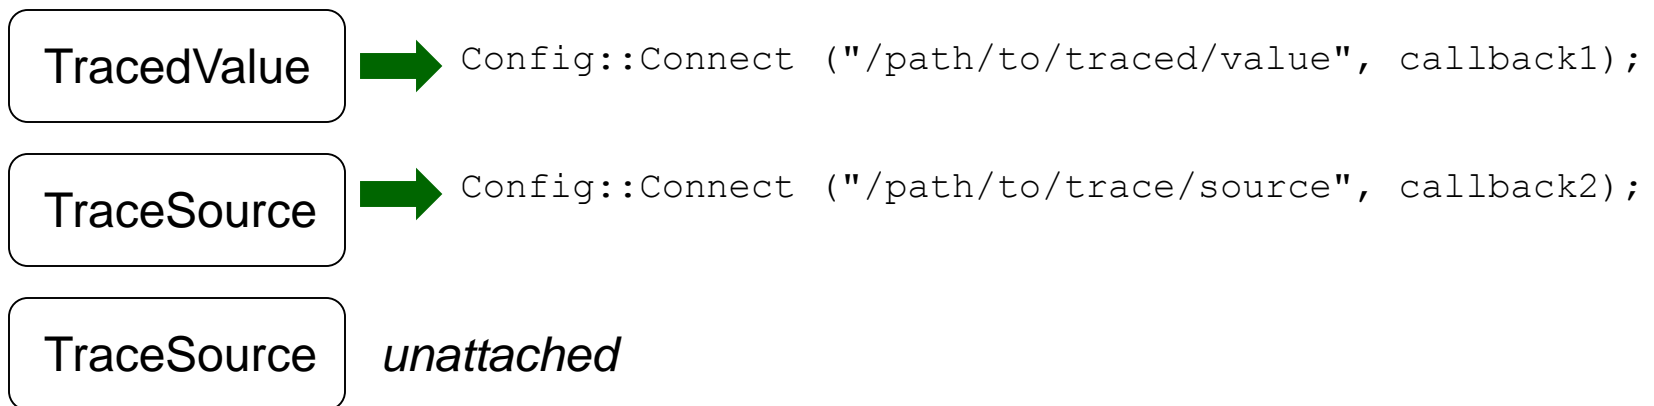 TracedValue Config::Connect ("/path/to/traced/value", callback1);
TraceSource Config::Connect ("/path/to/trace/source", callback2);
TraceSource unattached